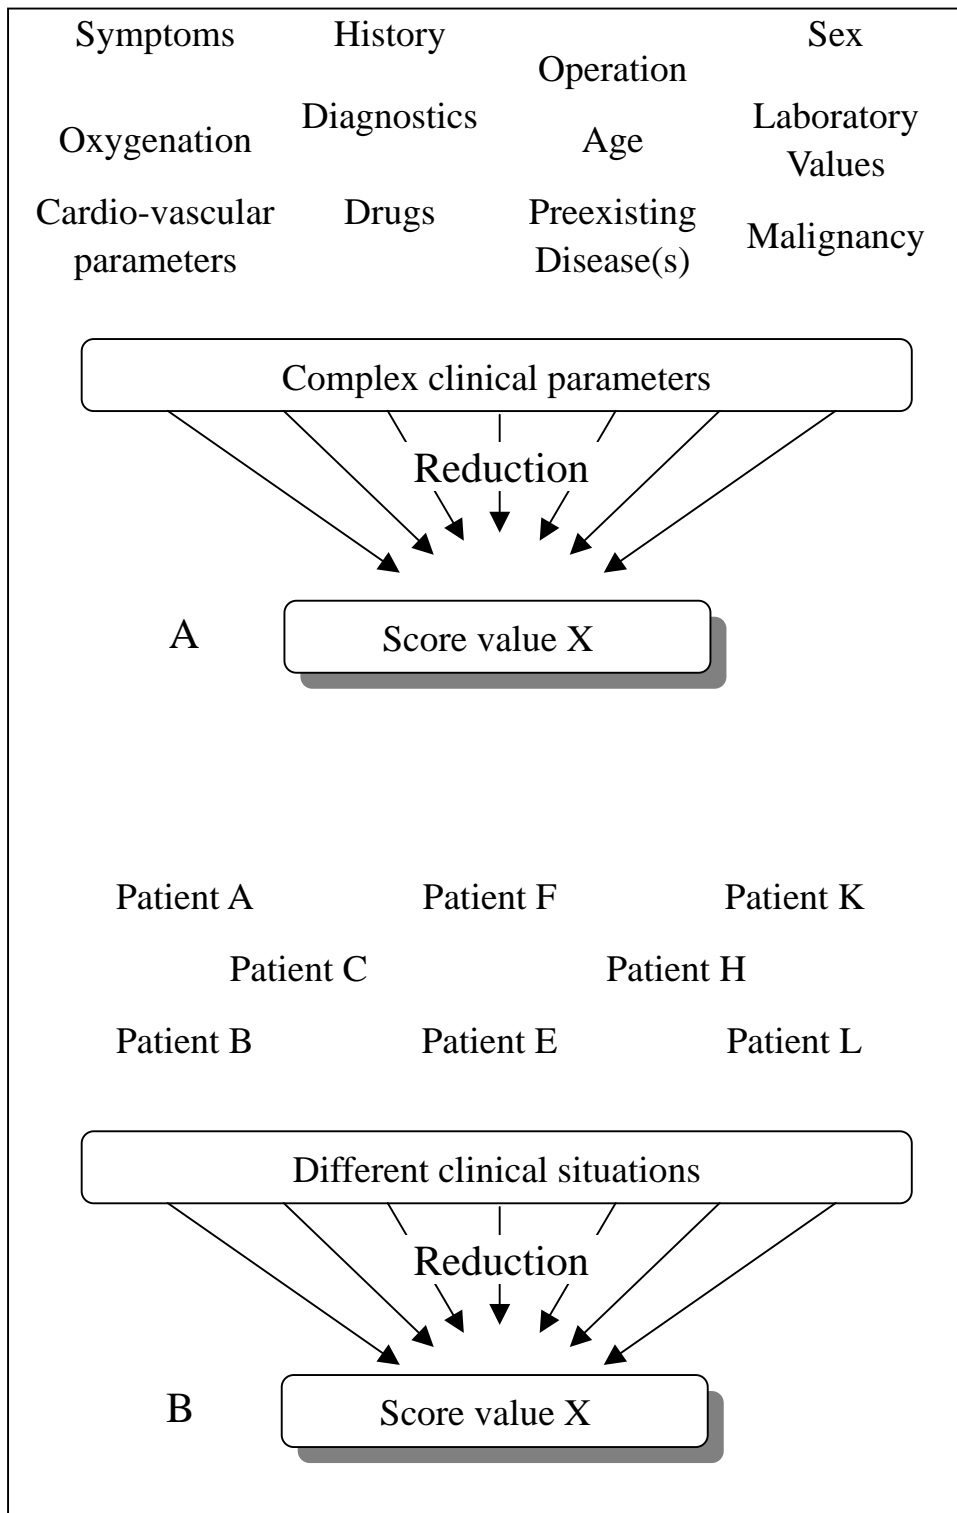 Symptoms
History
Sex
Operation
Diagnostics
Laboratory
Values
Oxygenation
Age
Cardio-vascular
parameters
Drugs
Preexisting
Disease(s)
Malignancy
Complex clinical parameters
Reduction
A
Score value X
Patient A
Patient F
Patient K
Patient C
Patient H
Patient B
Patient E
Patient L
Different clinical situations
Reduction
B
Score value X